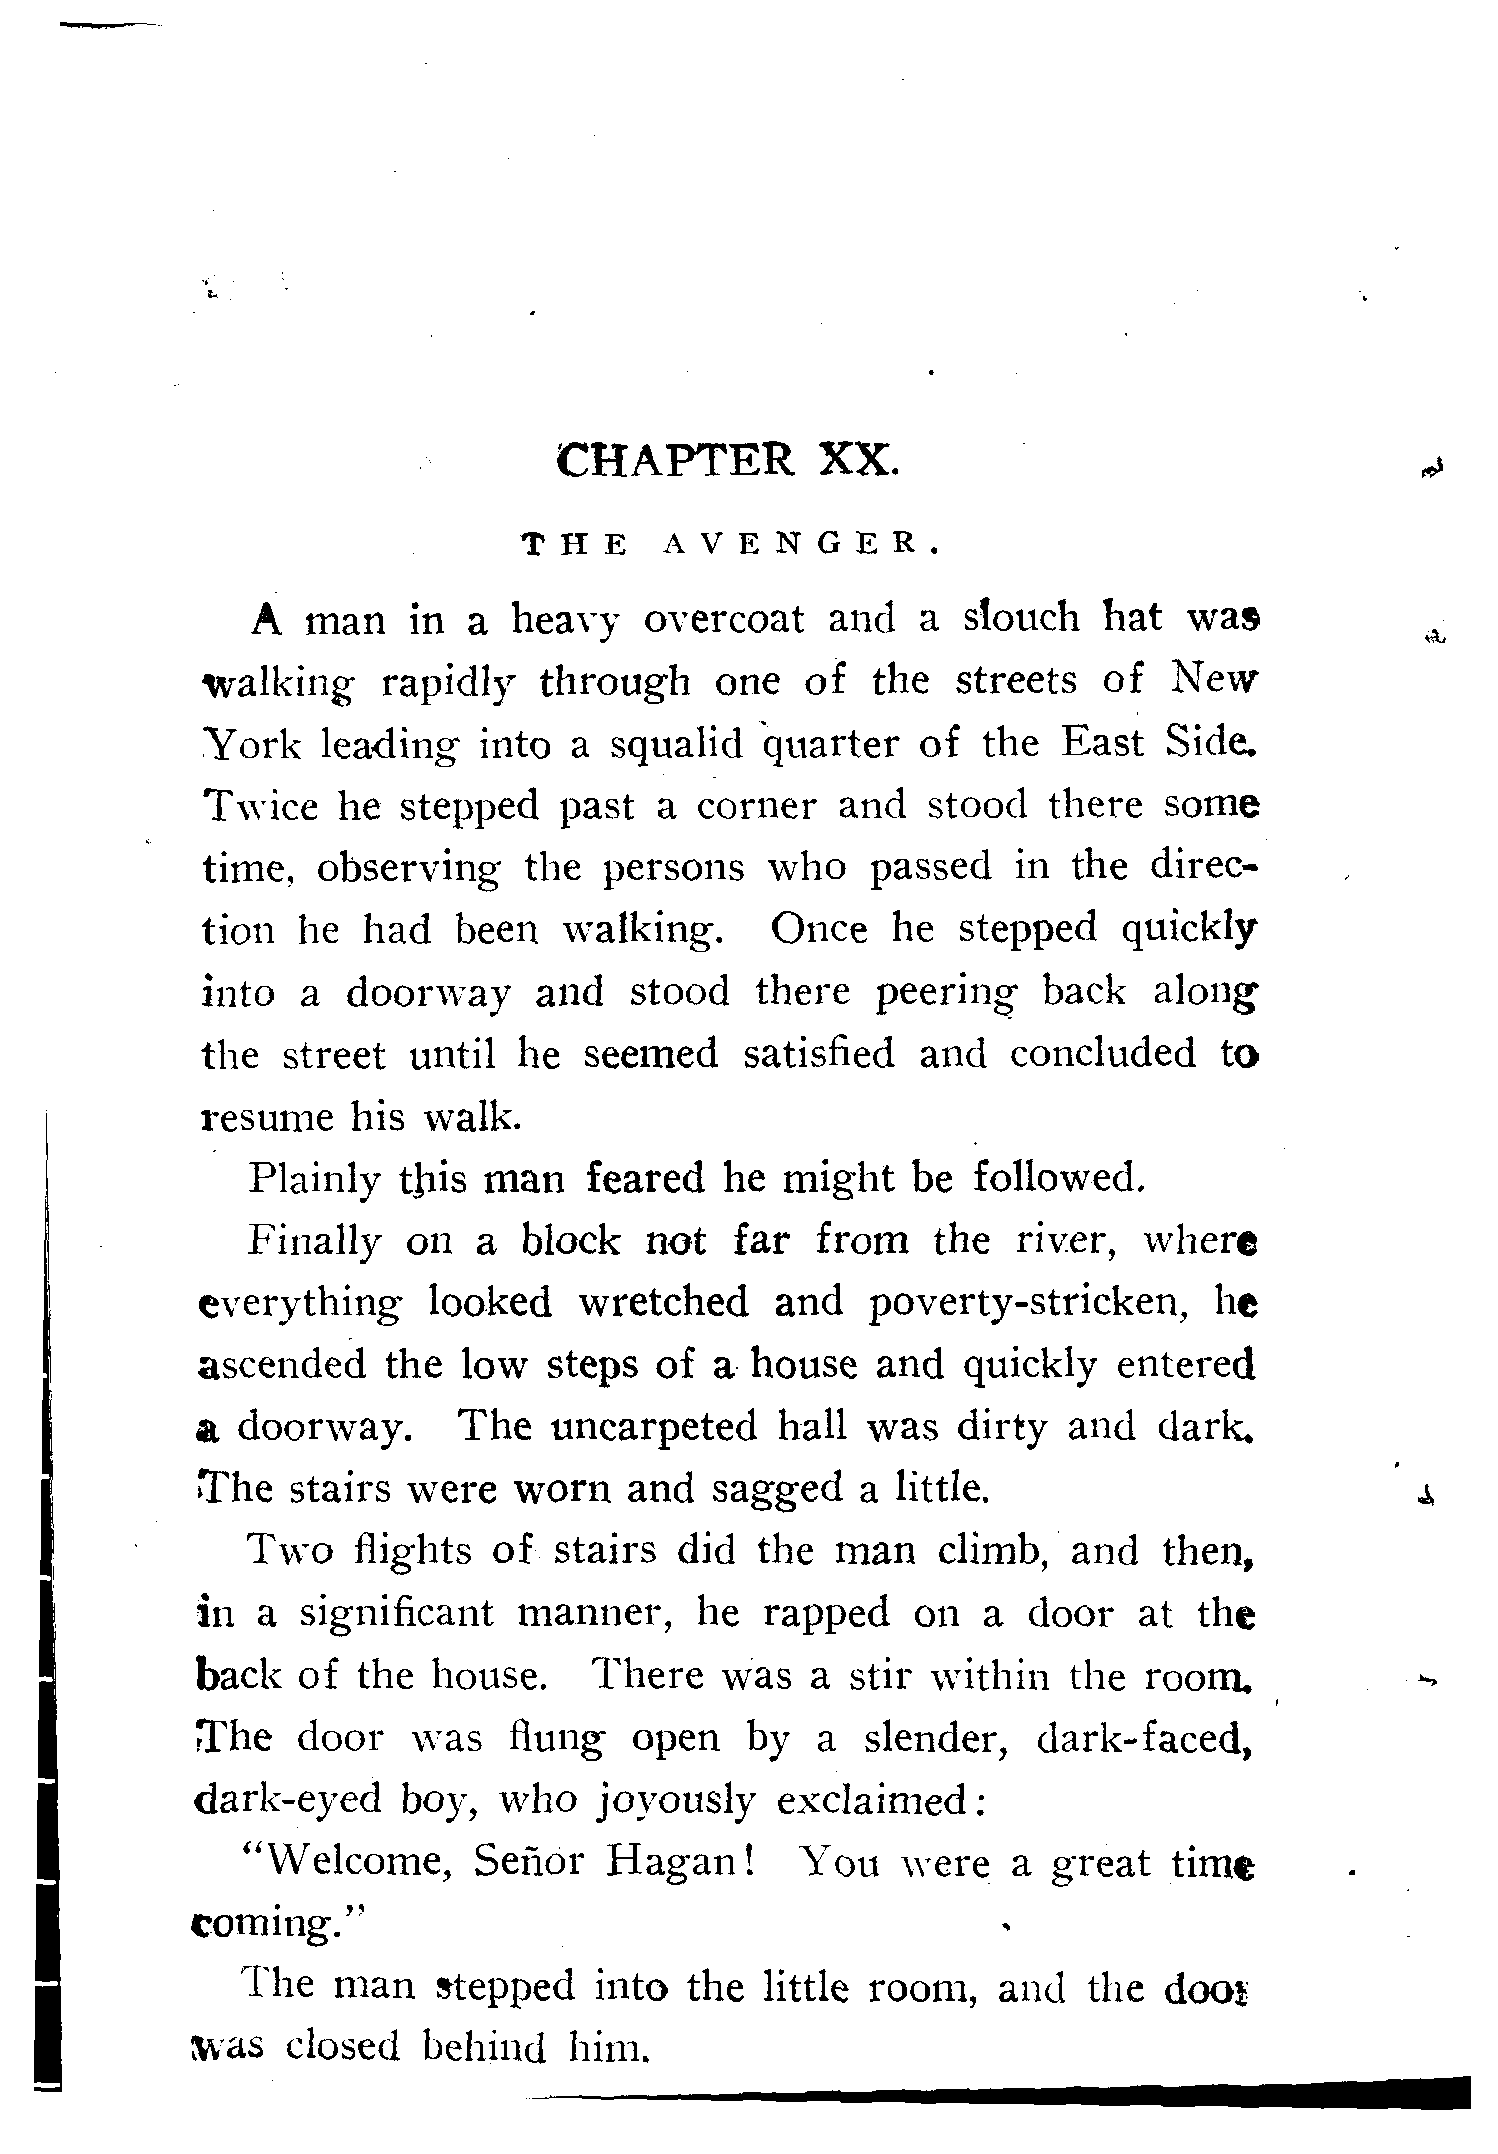 CHAPTER XX.
THE AVENGER.
A man in a heavy overcoat and a slouch hat was
walking rapidly through one of the streets of New
York leading into a squalid quarter of the East Side.
Twice he stepped past a corner and stood there some
time, observing the persons who passed in the direc-
tion he had been walking. Once he stepped quickly
into a doorway and stood there peering back along
the street until he seemed satisfied and concluded to
resume his walk.
Plainly this man feared he might be followed.
Finally on a block not far from the river, where
everything looked wretched and poverty-stricken, he
ascended the low steps of a house and quickly entered
a doorway. The uncarpeted hall was dirty and dark.
The stairs were worn and sagged a little.
Two flights of stairs did the man climb, and then,
in a significant manner, he rapped on a door at the
back of the house. There was a stir within the room.
The door was flung open by a slender, dark-faced,
dark-eyed boy, who joyously exclaimed:
"Welcome, Señor Hagan! You were a great time
coming."
The man stepped into the little room, and the door
was closed behind him.